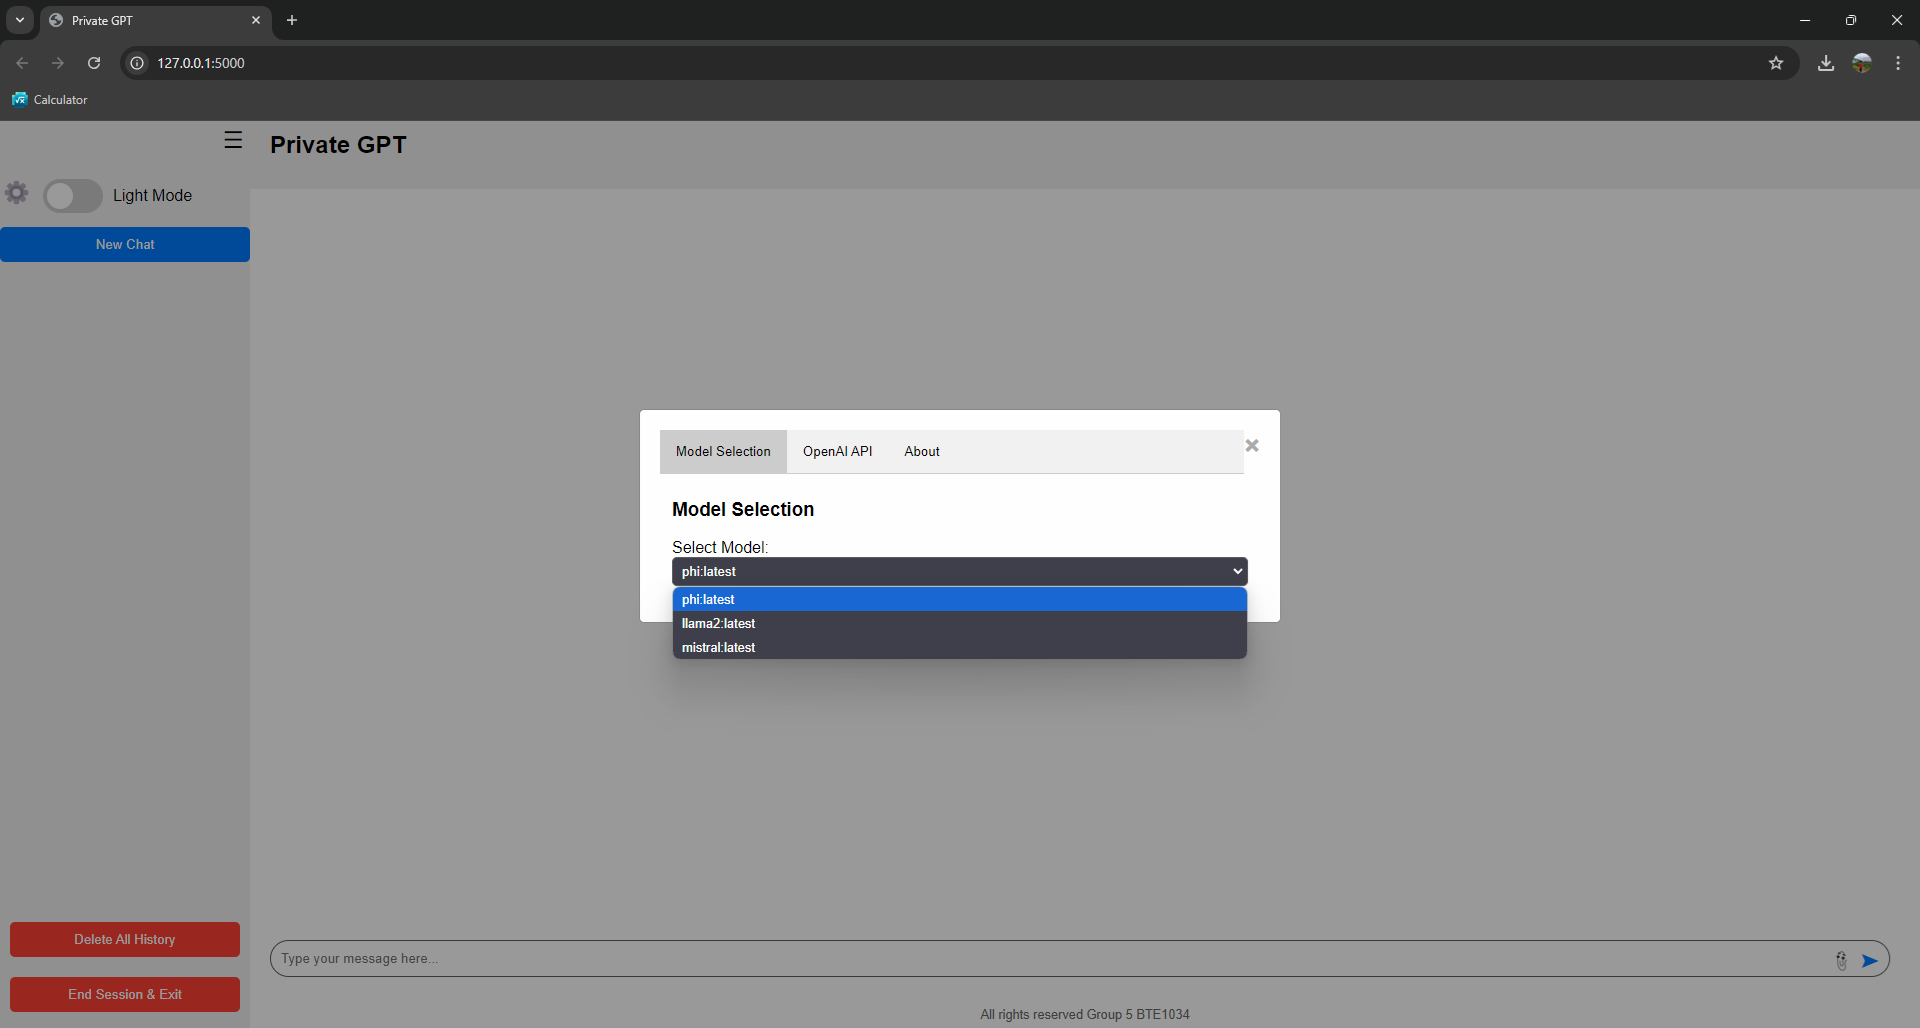 Private GPT
127.0.0.1:5000
Calculator
Private GPT
Light Mode
New Chat
Model Selection OpenAI API About
Model Selection
Select Model:
phi:latest
phi:latest
llama2:latest
mistral:latest
Delete All History
End Session & Exit
Type your message here...
All rights reserved Group 5 BTE1034